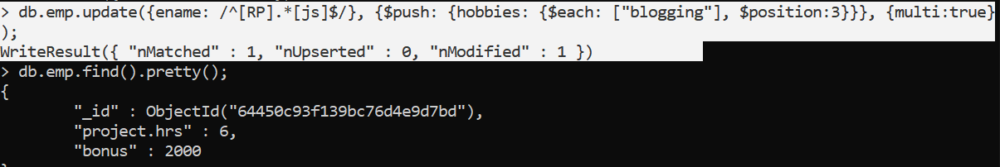 > db.emp.update({ename: /^[RP].*[js]$/}, {$push: {hobbies: {$each: ["blogging"], $position:3}}}, {multi:true}
);
WriteResult({ "nMatched" : 1, "nUpserted" : 0, "nModified" : 1 })
> db.emp.find().pretty();
{
        "_id" : ObjectId("64450c93f139bc76d4e9d7bd"),
        "project.hrs" : 6,
        "bonus" : 2000